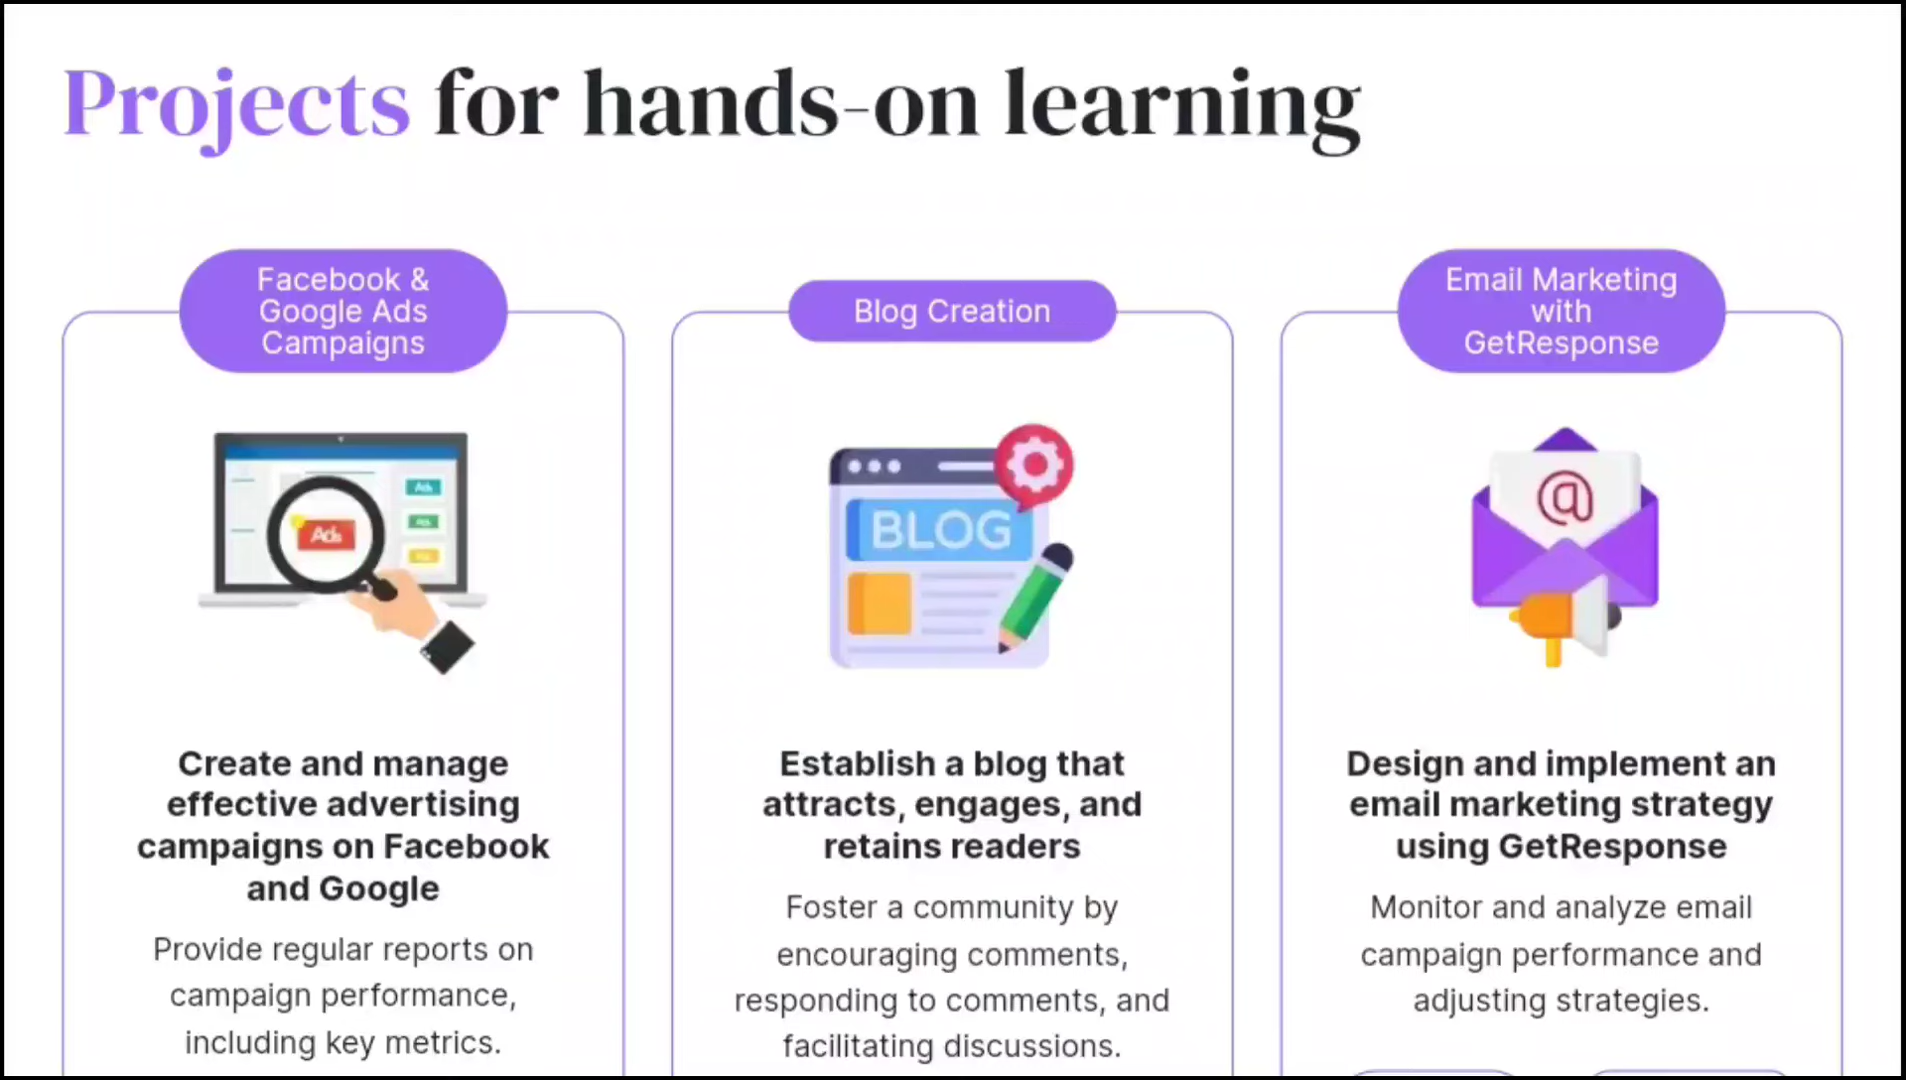 Projects for hands-on learning
Facebook &
Google Ads
Campaigns
Ads
Ads
Ads
Create and manage
effective advertising
campaigns on Facebook
and Google
Provide regular reports on
campaign performance,
including key metrics.
Blog Creation
BLOG
Establish a blog that
attracts, engages, and
retains readers
Foster a community by
encouraging comments,
responding to comments, and
facilitating discussions.
Email Marketing
with
GetResponse
@
Design and implement an
email marketing strategy
using GetResponse
Monitor and analyze email
campaign performance and
adjusting strategies.